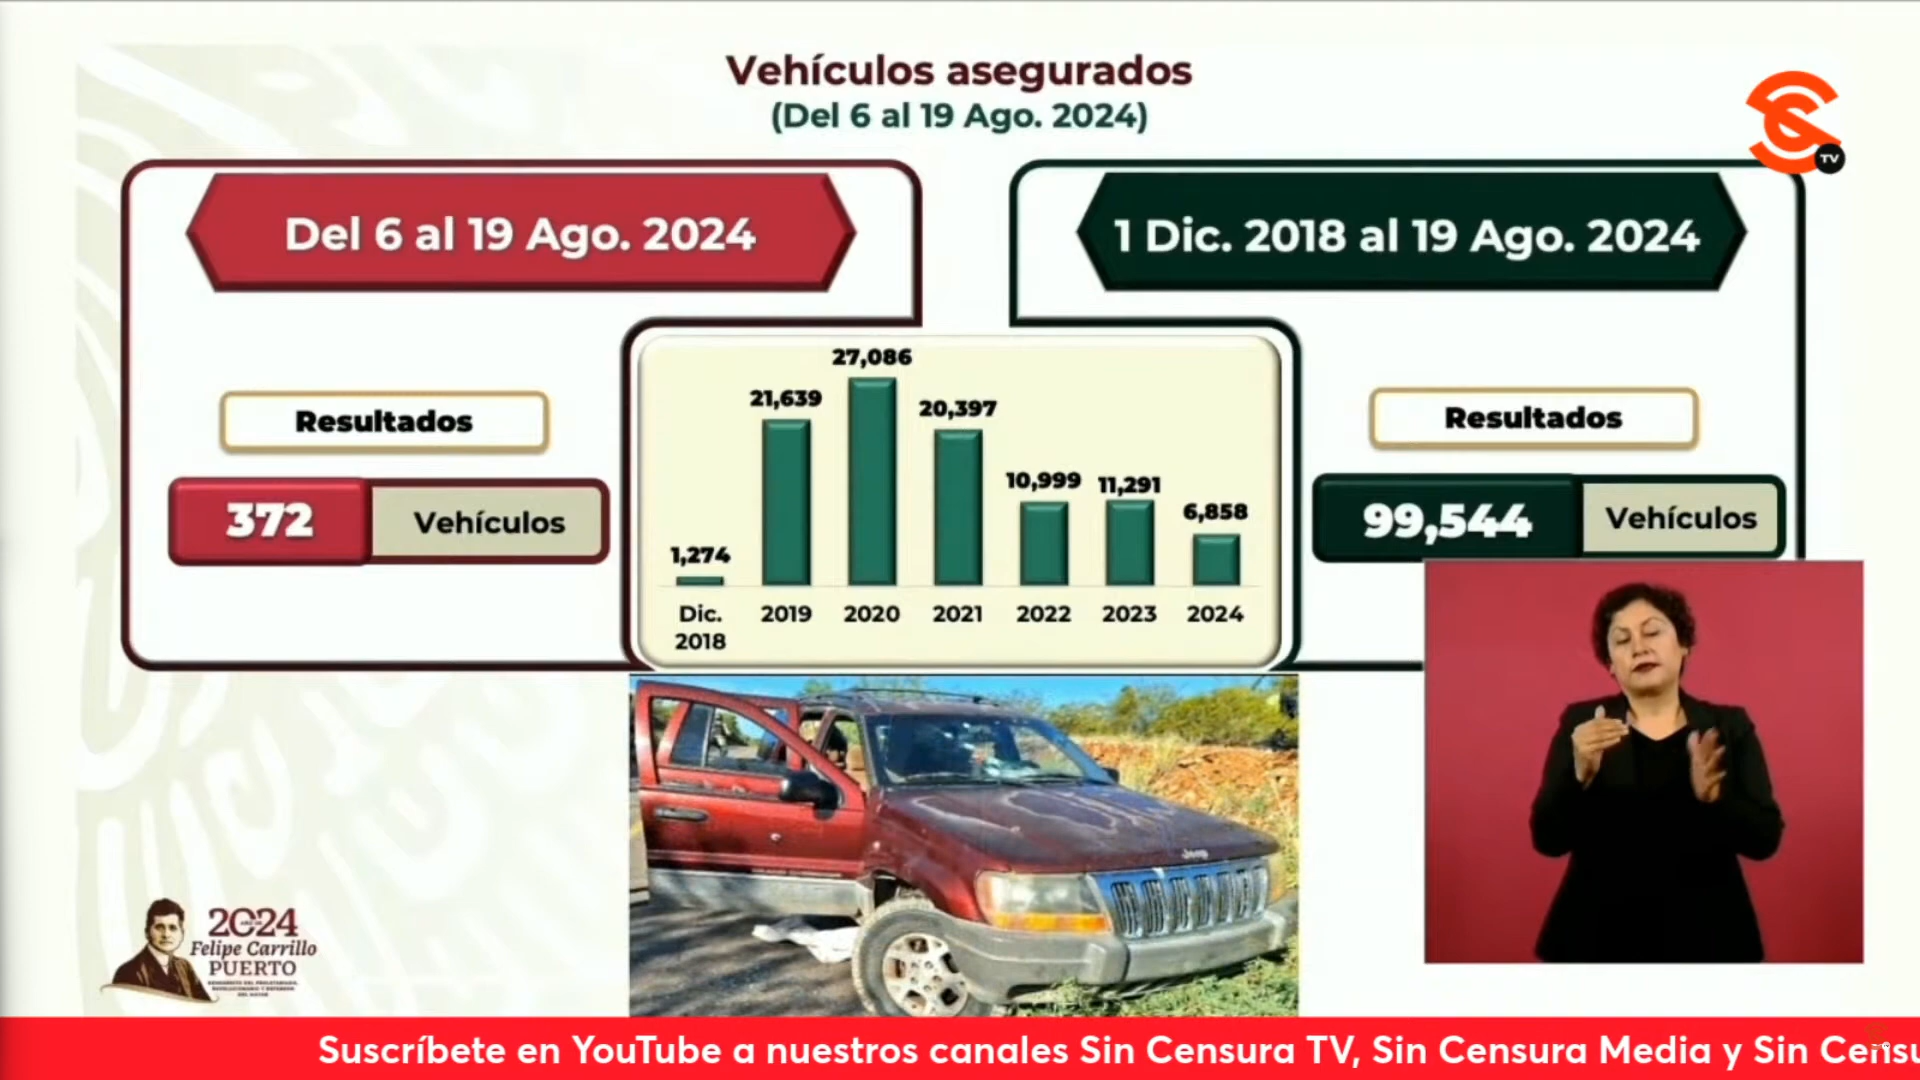 Vehículos asegurados
(Del 6 al 19 Ago. 2024)
TV
Del 6 al 19 Ago. 2024
1 Dic. 2018 al 19 Ago. 2024
Resultados
372 Vehículos
27,086
21,639
20,397
10,999
11,291
6,858
1,274
Dic. 2018
2019
2020
2021
2022
2023
2024
Resultados
99,544 Vehículos
Jeep
2024
Felipe Carrillo
PUERTO
Suscríbete en YouTube a nuestros canales Sin Censura TV, Sin Censura Media y Sin Censu